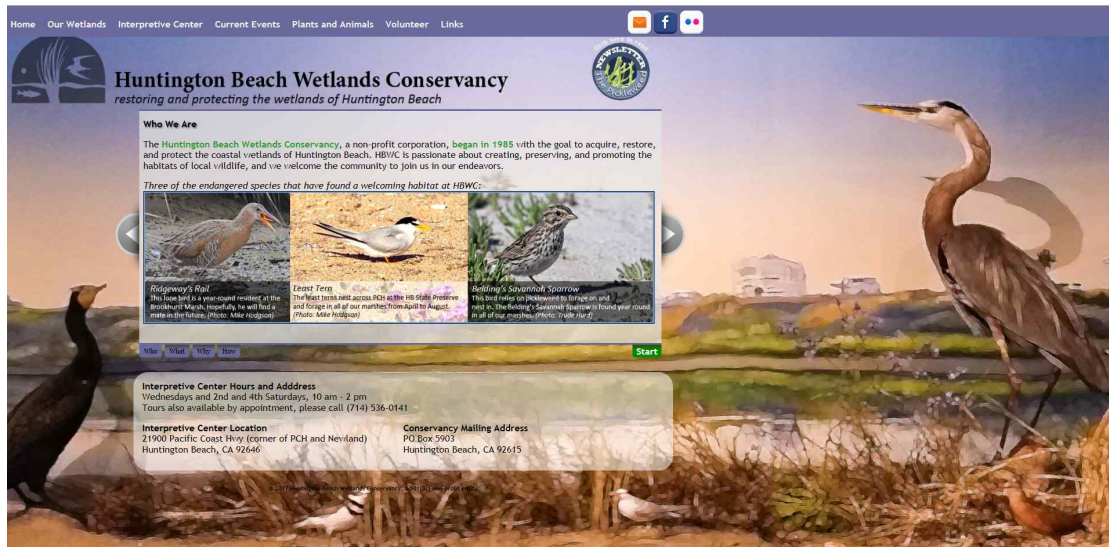 Home Our Wetlands Interpretive Center Current Events Plants and Animals Volunteer Links
f
NEWSLETTER
The Pickleweed
Huntington Beach Wetlands Conservancy
restoring and protecting the wetlands of Huntington Beach
Who We Are
The Huntington Beach Wetlands Conservancy, a non-profit corporation, began in 1985 with the goal to acquire, restore,
and protect the coastal wetlands of Huntington Beach. HBWC is passionate about creating, preserving, and promoting the
habitats of local wildlife, and we welcome the community to join us in our endeavors.
Three of the endangered species that have found a welcoming habitat at HBWC:
Ridgeway's Rail
This lone bird is a year-round resident at the
Brookhurst Marsh. Hopefully, he will find a
mate in the future. (Photo: Mike Hodgson)
Least Tern
The least terns nest across PCH at the HB State Preserve
and forage in all of our marshes from April to August.
(Photo: Mike Hodgson)
Belding's Savannah Sparrow
This bird relies on pickleweed to forage on and
nest in. The Belding's Savannah Sparrow is found year round
in all of our marshes. (Photo: Trude Hurd)
Who What Why How
Start
Interpretive Center Hours and Adddress
Wednesdays and 2nd and 4th Saturdays, 10 am - 2 pm
Tours also available by appointment, please call (714) 536-0141
Interpretive Center Location
21900 Pacific Coast Hwy (corner of PCH and Newland)
Huntington Beach, CA 92646
Conservancy Mailing Address
PO Box 5903
Huntington Beach, CA 92615
Huntington Beach Wetlands Conservancy, a 501(c)3 non-profit entity